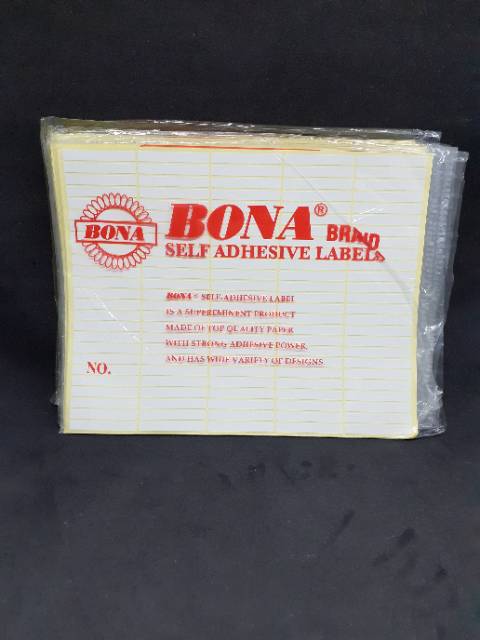 BONA
BONA® BRAND
SELF ADHESIVE LABELS
BONA® SELF-ADHESIVE LABEL
IS A SUPEREMINENT PRODUCT
MADE OF TOP QUALITY PAPER
WITH STRONG ADHESIVE POWER,
AND HAS WIDE VARIETY OF DESIGNS
NO.